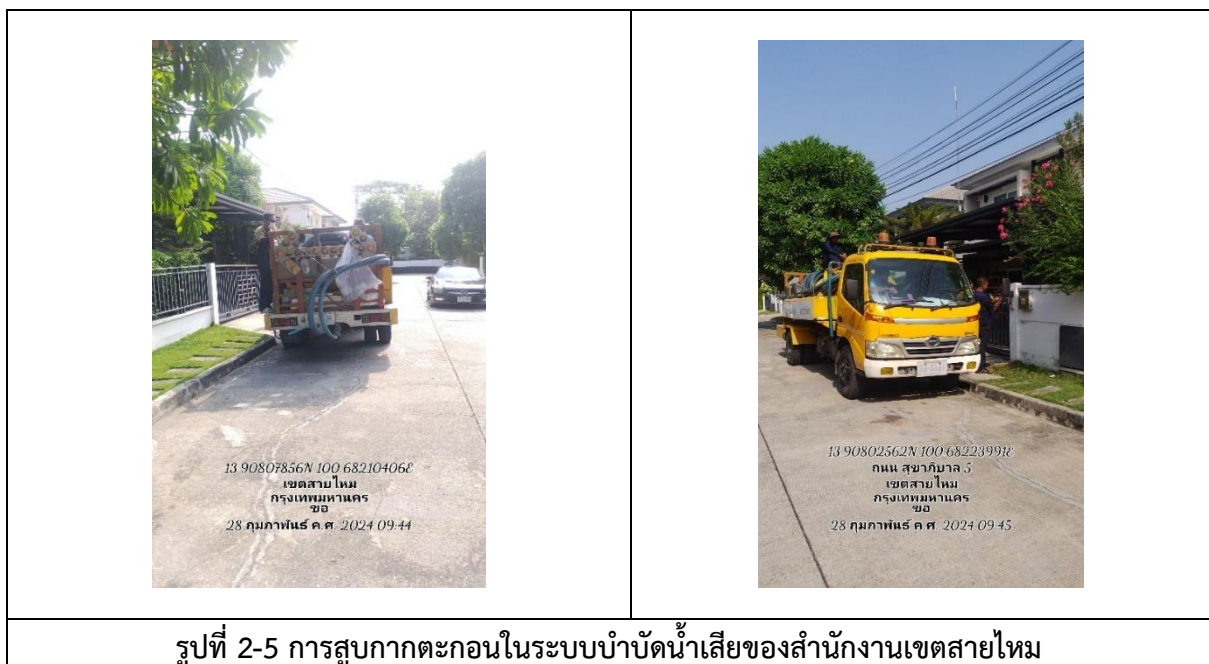 13 90807856N 100 68210406E
เขตสายไหม
กรุงเทพมหานคร
ขอ
28 กุมภาพันธ์ ค.ศ. 2024 09:44
13 90802562N 100 68223991E
ถนน สุขาภิบาล 5
เขตสายไหม
กรุงเทพมหานคร
ขอ
28 กุมภาพันธ์ ค.ศ. 2024 09:45
รูปที่ 2-5 การสูบกากตะกอนในระบบบำบัดน้ำเสียของสำนักงานเขตสายไหม